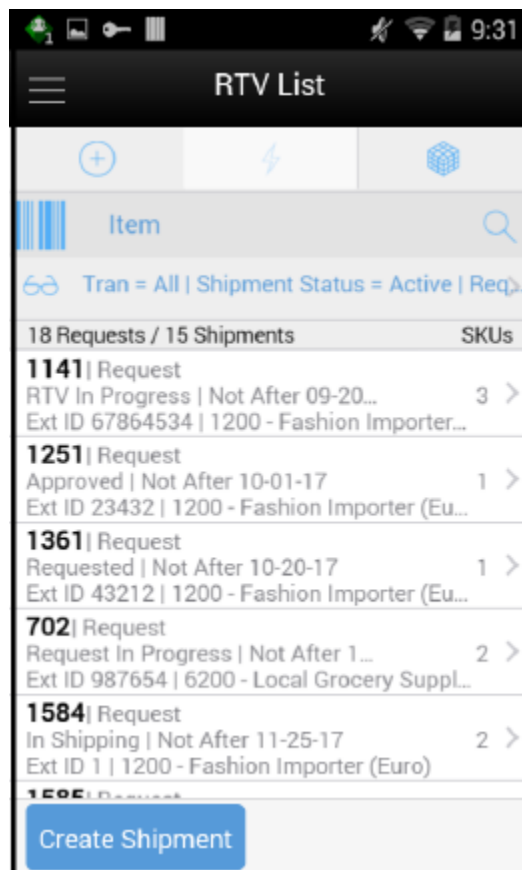 1
9:31
RTV List
Item
Tran = All | Shipment Status = Active | Req
18 Requests / 15 Shipments SKUs
1141| Request
RTV In Progress | Not After 09-20... 3
Ext ID 67864534 | 1200 - Fashion Importer...
1251| Request
Approved | Not After 10-01-17 1
Ext ID 23432 | 1200 - Fashion Importer (Eu...
1361| Request
Requested | Not After 10-20-17 1
Ext ID 43212 | 1200 - Fashion Importer (Eu...
702| Request
Request In Progress | Not After 1... 2
Ext ID 987654 | 6200 - Local Grocery Suppl...
1584| Request
In Shipping | Not After 11-25-17 2
Ext ID 1 | 1200 - Fashion Importer (Euro)
1585| Request
Create Shipment